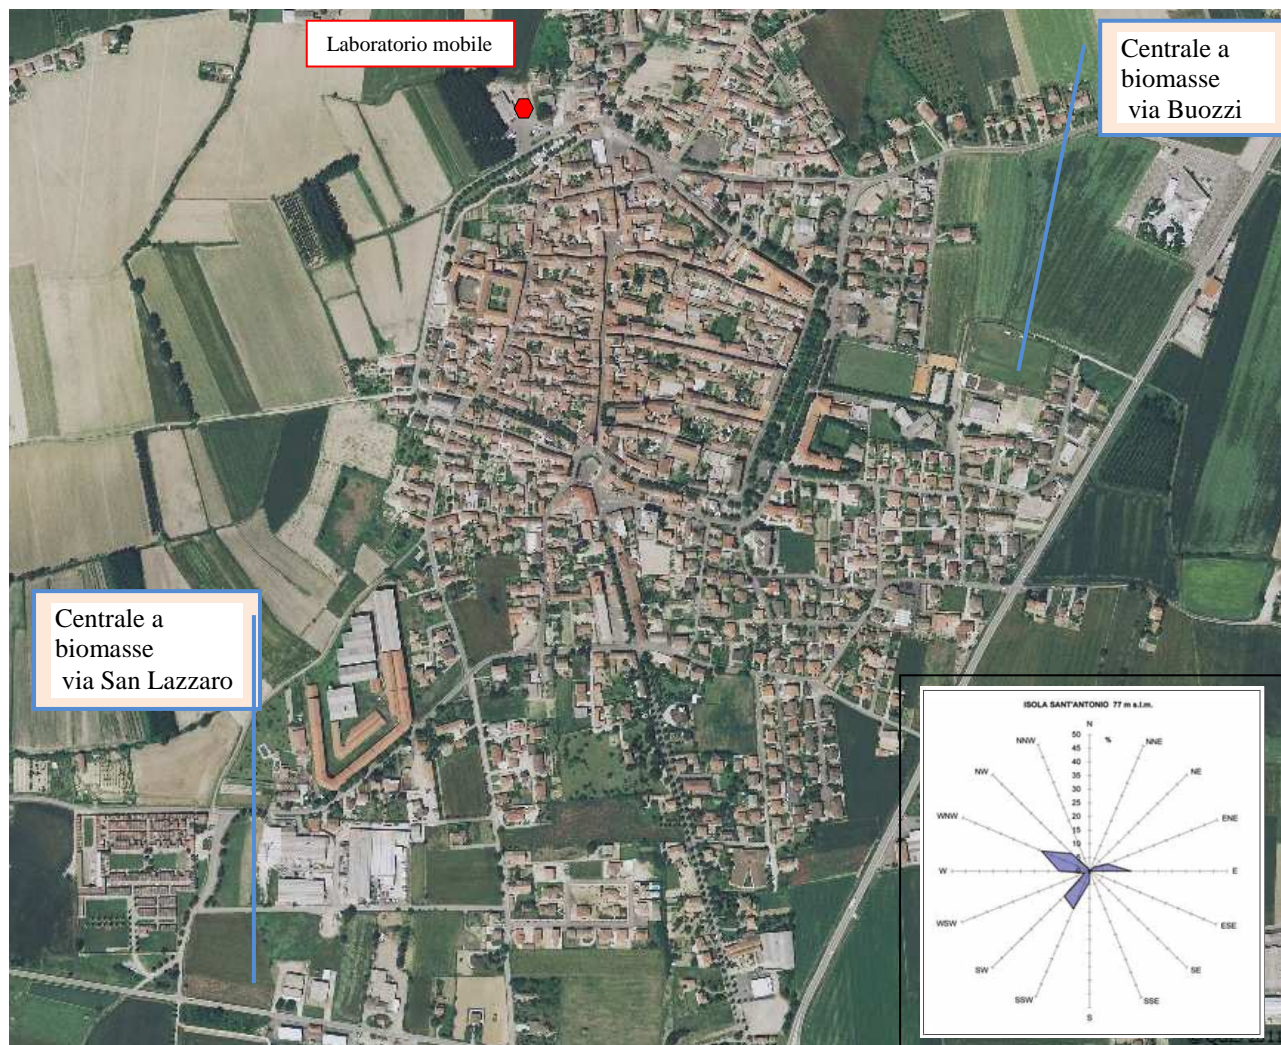 Laboratorio mobile
Centrale a
biomasse
via Buozzi
Centrale a
biomasse
via San Lazzaro
ISOLA SANT'ANTONIO 77 m s.l.m.
N
NNW
NNE
NW
NE
WNW
ENE
W
E
WSW
ESE
SW
SE
SSW
SSE
S
%
50
45
40
35
30
25
20
15
10